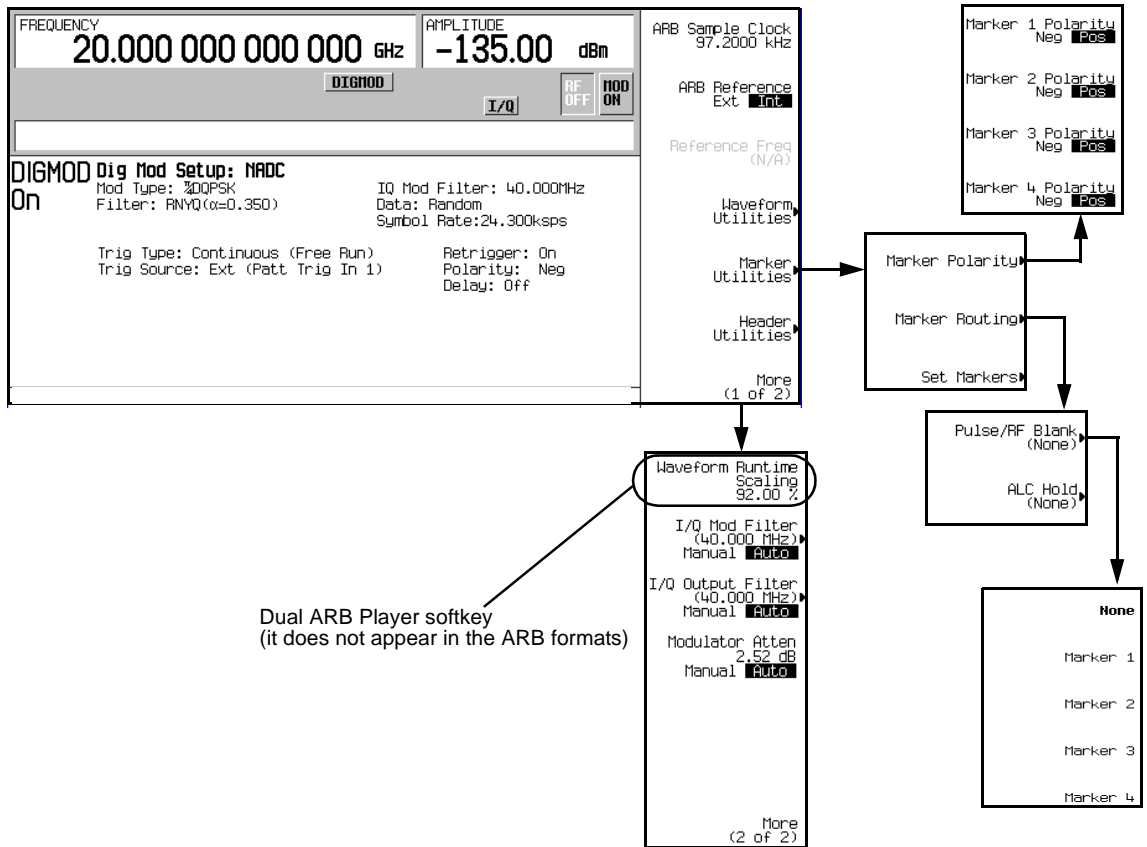 FREQUENCY
20.000 000 000 000 GHz
AMPLITUDE
-135.00 dBm
DIGMOD
I/Q
RF
OFF
MOD
ON
DIGMOD
On
Dig Mod Setup: NADC
Mod Type: π/4DQPSK
Filter: RNYQ(α=0.350)
IQ Mod Filter: 40.000MHz
Data: Random
Symbol Rate:24.300ksps
Trig Type: Continuous (Free Run)
Trig Source: Ext (Patt Trig In 1)
Retrigger: On
Polarity: Neg
Delay: Off
ARB Sample Clock
97.2000 kHz
ARB Reference
Ext Int
Reference Freq
(N/A)
Waveform
Utilities
Marker
Utilities
Header
Utilities
More
(1 of 2)
Marker Polarity
Marker Routing
Set Markers
Marker 1 Polarity
Neg Pos
Marker 2 Polarity
Neg Pos
Marker 3 Polarity
Neg Pos
Marker 4 Polarity
Neg Pos
Pulse/RF Blank
(None)
ALC Hold
(None)
None
Marker 1
Marker 2
Marker 3
Marker 4
Waveform Runtime
Scaling
92.00 %
I/Q Mod Filter
(40.000 MHz)
Manual Auto
I/Q Output Filter
(40.000 MHz)
Manual Auto
Modulator Atten
2.52 dB
Manual Auto
More
(2 of 2)
Dual ARB Player softkey
(it does not appear in the ARB formats)